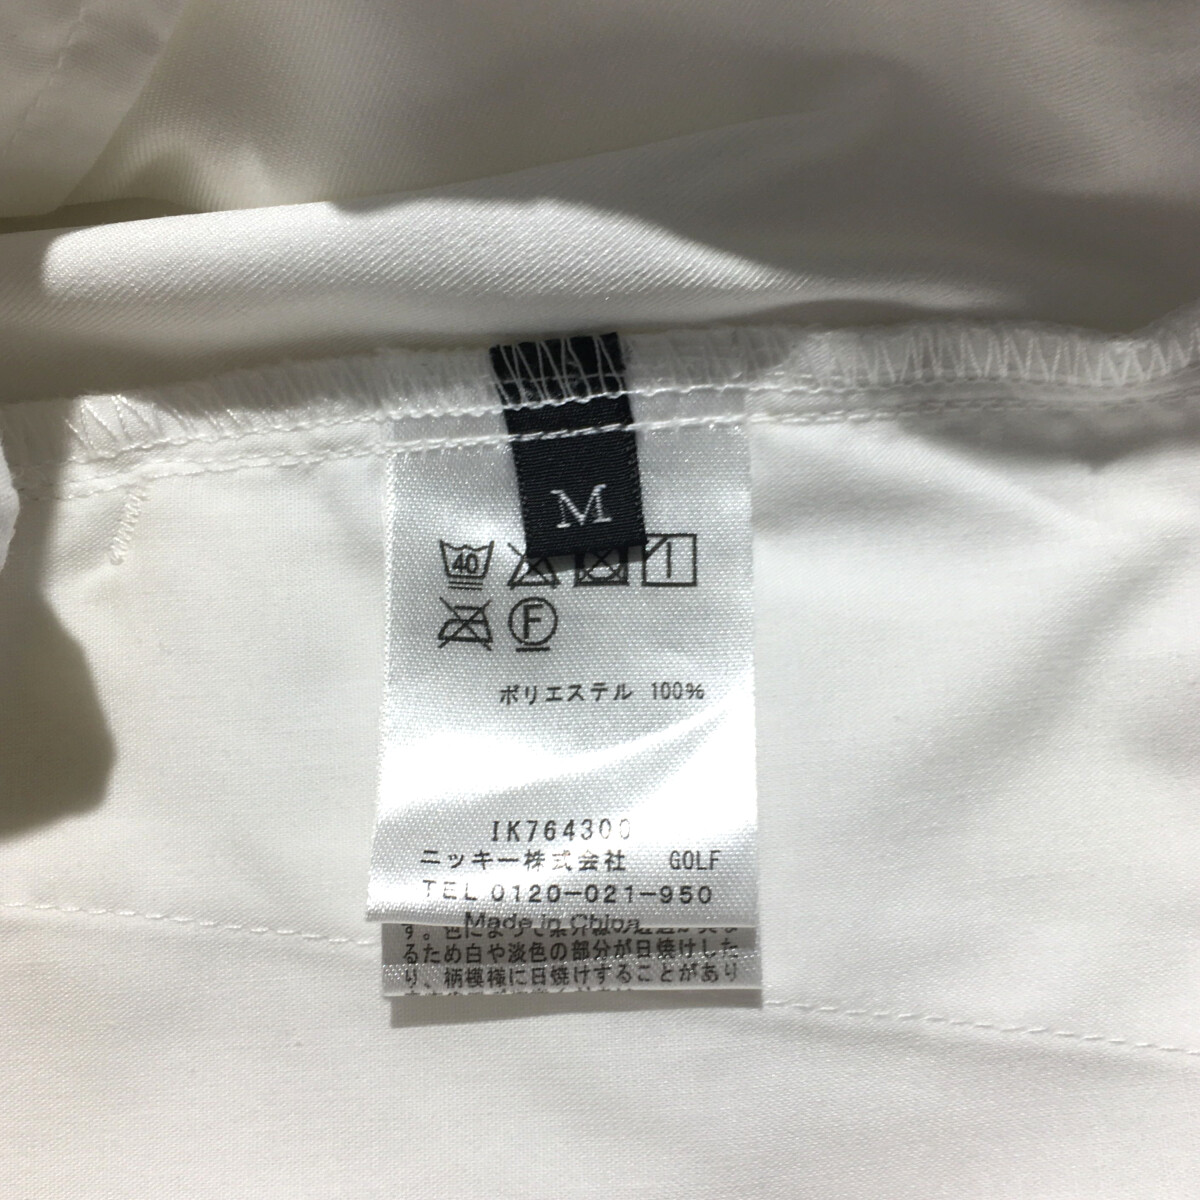 M
40
F
ポリエステル 100%
IK764300
ニッキー株式会社 GOLF
TEL 0120-021-950
Made in China
るため白や淡色の部分が日焼けした
り、柄模様に日焼けすることがあり